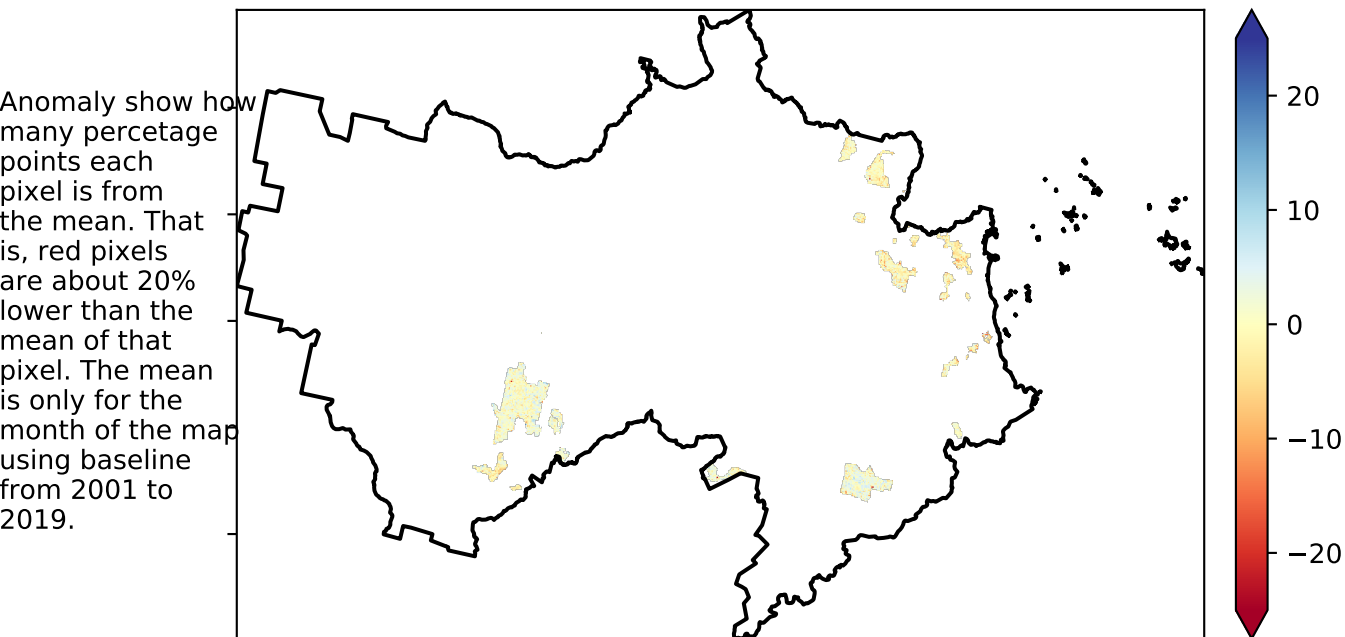 Anomaly show how
many percetage
points each
pixel is from
the mean. That
is, red pixels
are about 20%
lower than the
mean of that
pixel. The mean
is only for the
month of the map
using baseline
from 2001 to
2019.
20
10
0
−10
−20